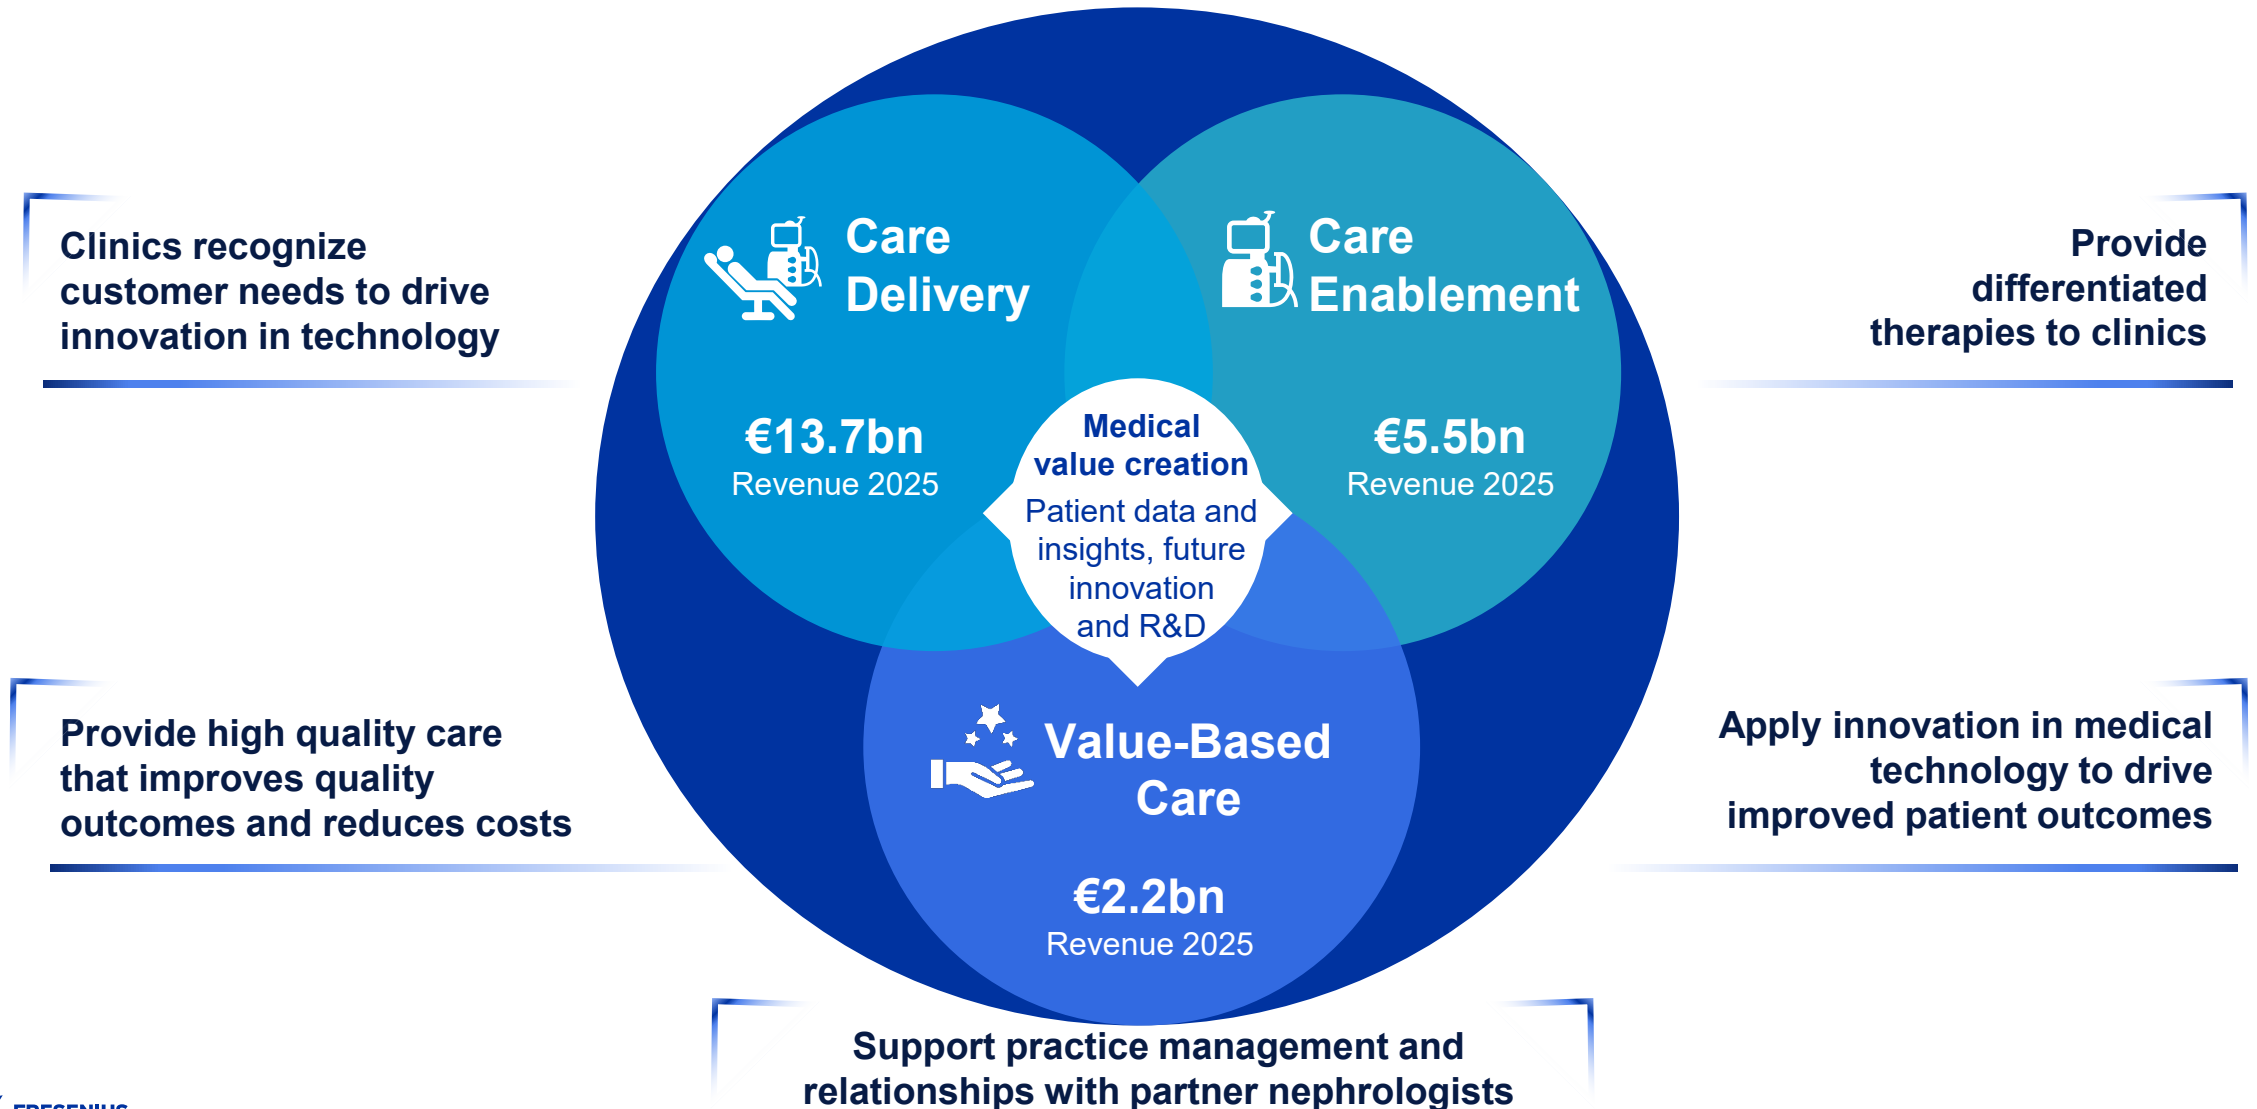 Clinics recognize
customer needs to drive
innovation in technology
Care
Delivery
€13.7bn
Revenue 2025
Care
Enablement
€5.5bn
Revenue 2025
Provide
differentiated
therapies to clinics
Medical
value creation
Patient data and
insights, future
innovation
and R&D
Provide high quality care
that improves quality
outcomes and reduces costs
Value-Based
Care
€2.2bn
Revenue 2025
Apply innovation in medical
technology to drive
improved patient outcomes
Support practice management and
relationships with partner nephrologists
FRESENIUS